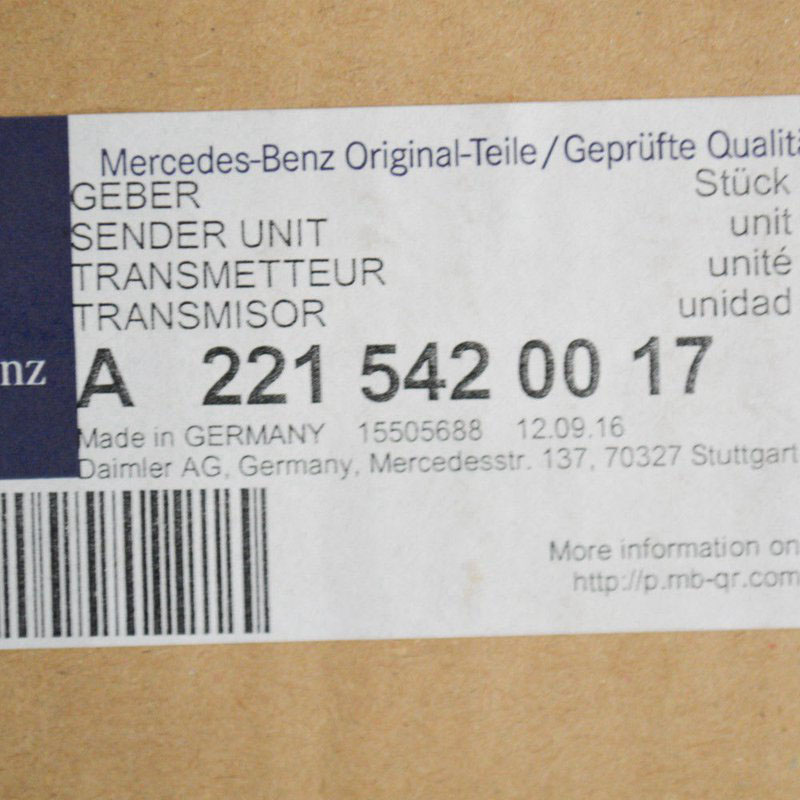 Mercedes-Benz Original-Teile/Geprüfte Qualitä
GEBER Stück
SENDER UNIT unit
TRANSMETTEUR unité
TRANSMISOR unidad
nz
A 221 542 00 17
Made in GERMANY 15505688 12.09.16
Daimler AG, Germany, Mercedesstr. 137, 70327 Stuttgart
More information on
http://p.mb-qr.com